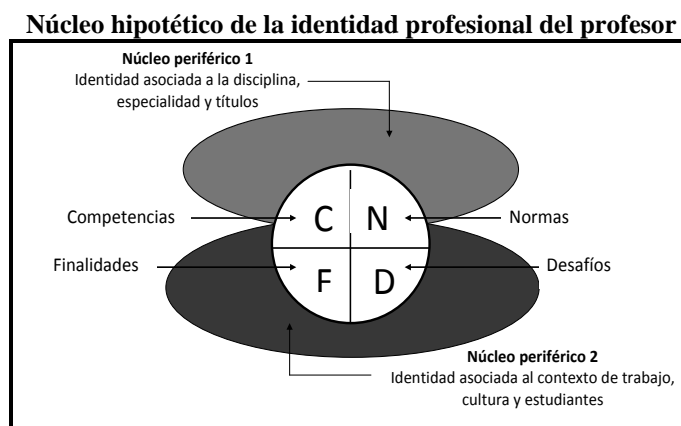 Núcleo hipotético de la identidad profesional del profesor
Núcleo periférico 1
Identidad asociada a la disciplina,
especialidad y títulos
Competencias
C
N
Normas
Finalidades
F
D
Desafíos
Núcleo periférico 2
Identidad asociada al contexto de trabajo,
cultura y estudiantes